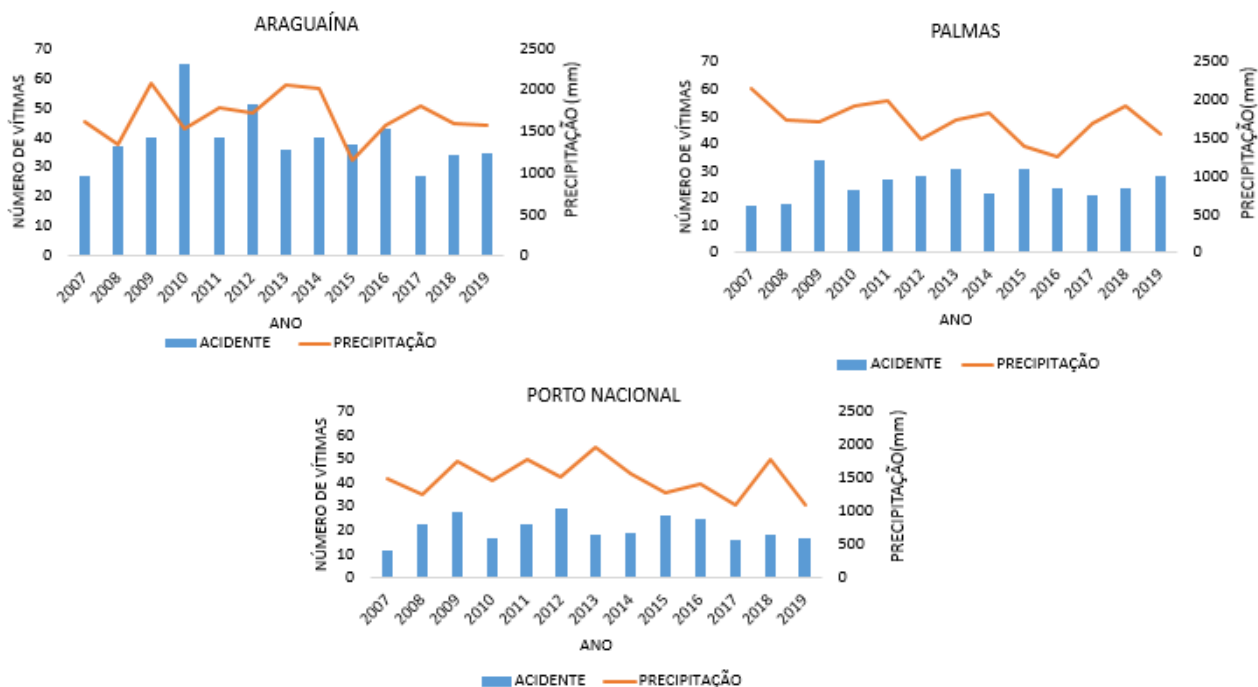 ARAGUAÍNA
NÚMERO DE VÍTIMAS
70
60
50
40
30
20
10
0
2500
2000
1500
1000
500
0
PRECIPITAÇÃO (mm)
2007 2008 2009 2010 2011 2012 2013 2014 2015 2016 2017 2018 2019
ANO
ACIDENTE PRECIPITAÇÃO
PALMAS
NÚMERO DE VÍTIMAS
70
60
50
40
30
20
10
0
2500
2000
1500
1000
500
0
PRECIPITAÇÃO(mm)
2007 2008 2009 2010 2011 2012 2013 2014 2015 2016 2017 2018 2019
ANO
ACIDENTE PRECIPITAÇÃO
PORTO NACIONAL
NÚMERO DE VÍTIMAS
70
60
50
40
30
20
10
0
2500
2000
1500
1000
500
0
PRECIPITAÇÃO(mm)
2007 2008 2009 2010 2011 2012 2013 2014 2015 2016 2017 2018 2019
ANO
ACIDENTE PRECIPITAÇÃO